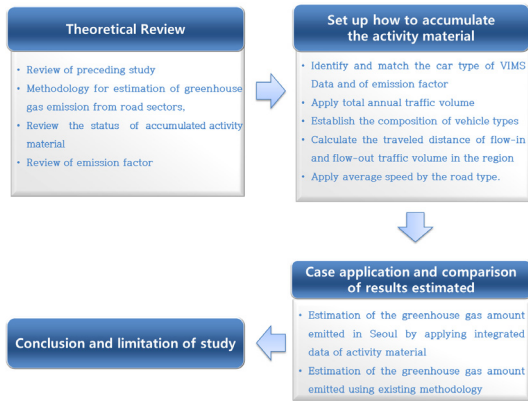 Theoretical Review
• Review of preceding study
• Methodology for estimation of greenhouse
gas emission from road sectors,
• Review the status of accumulated activity
material
• Review of emission factor
Set up how to accumulate
the activity material
• Identify and match the car type of VIMS
Data and of emission factor
• Apply total annual traffic volume
• Establish the composition of vehicle types
• Calculate the traveled distance of flow-in
and flow-out traffic volume in the region
• Apply average speed by the road type.
Case application and comparison
of results estimated
• Estimation of the greenhouse gas amount
emitted in Seoul by applying integrated
data of activity material
• Estimation of the greenhouse gas amount
emitted using existing methodology
Conclusion and limitation of study